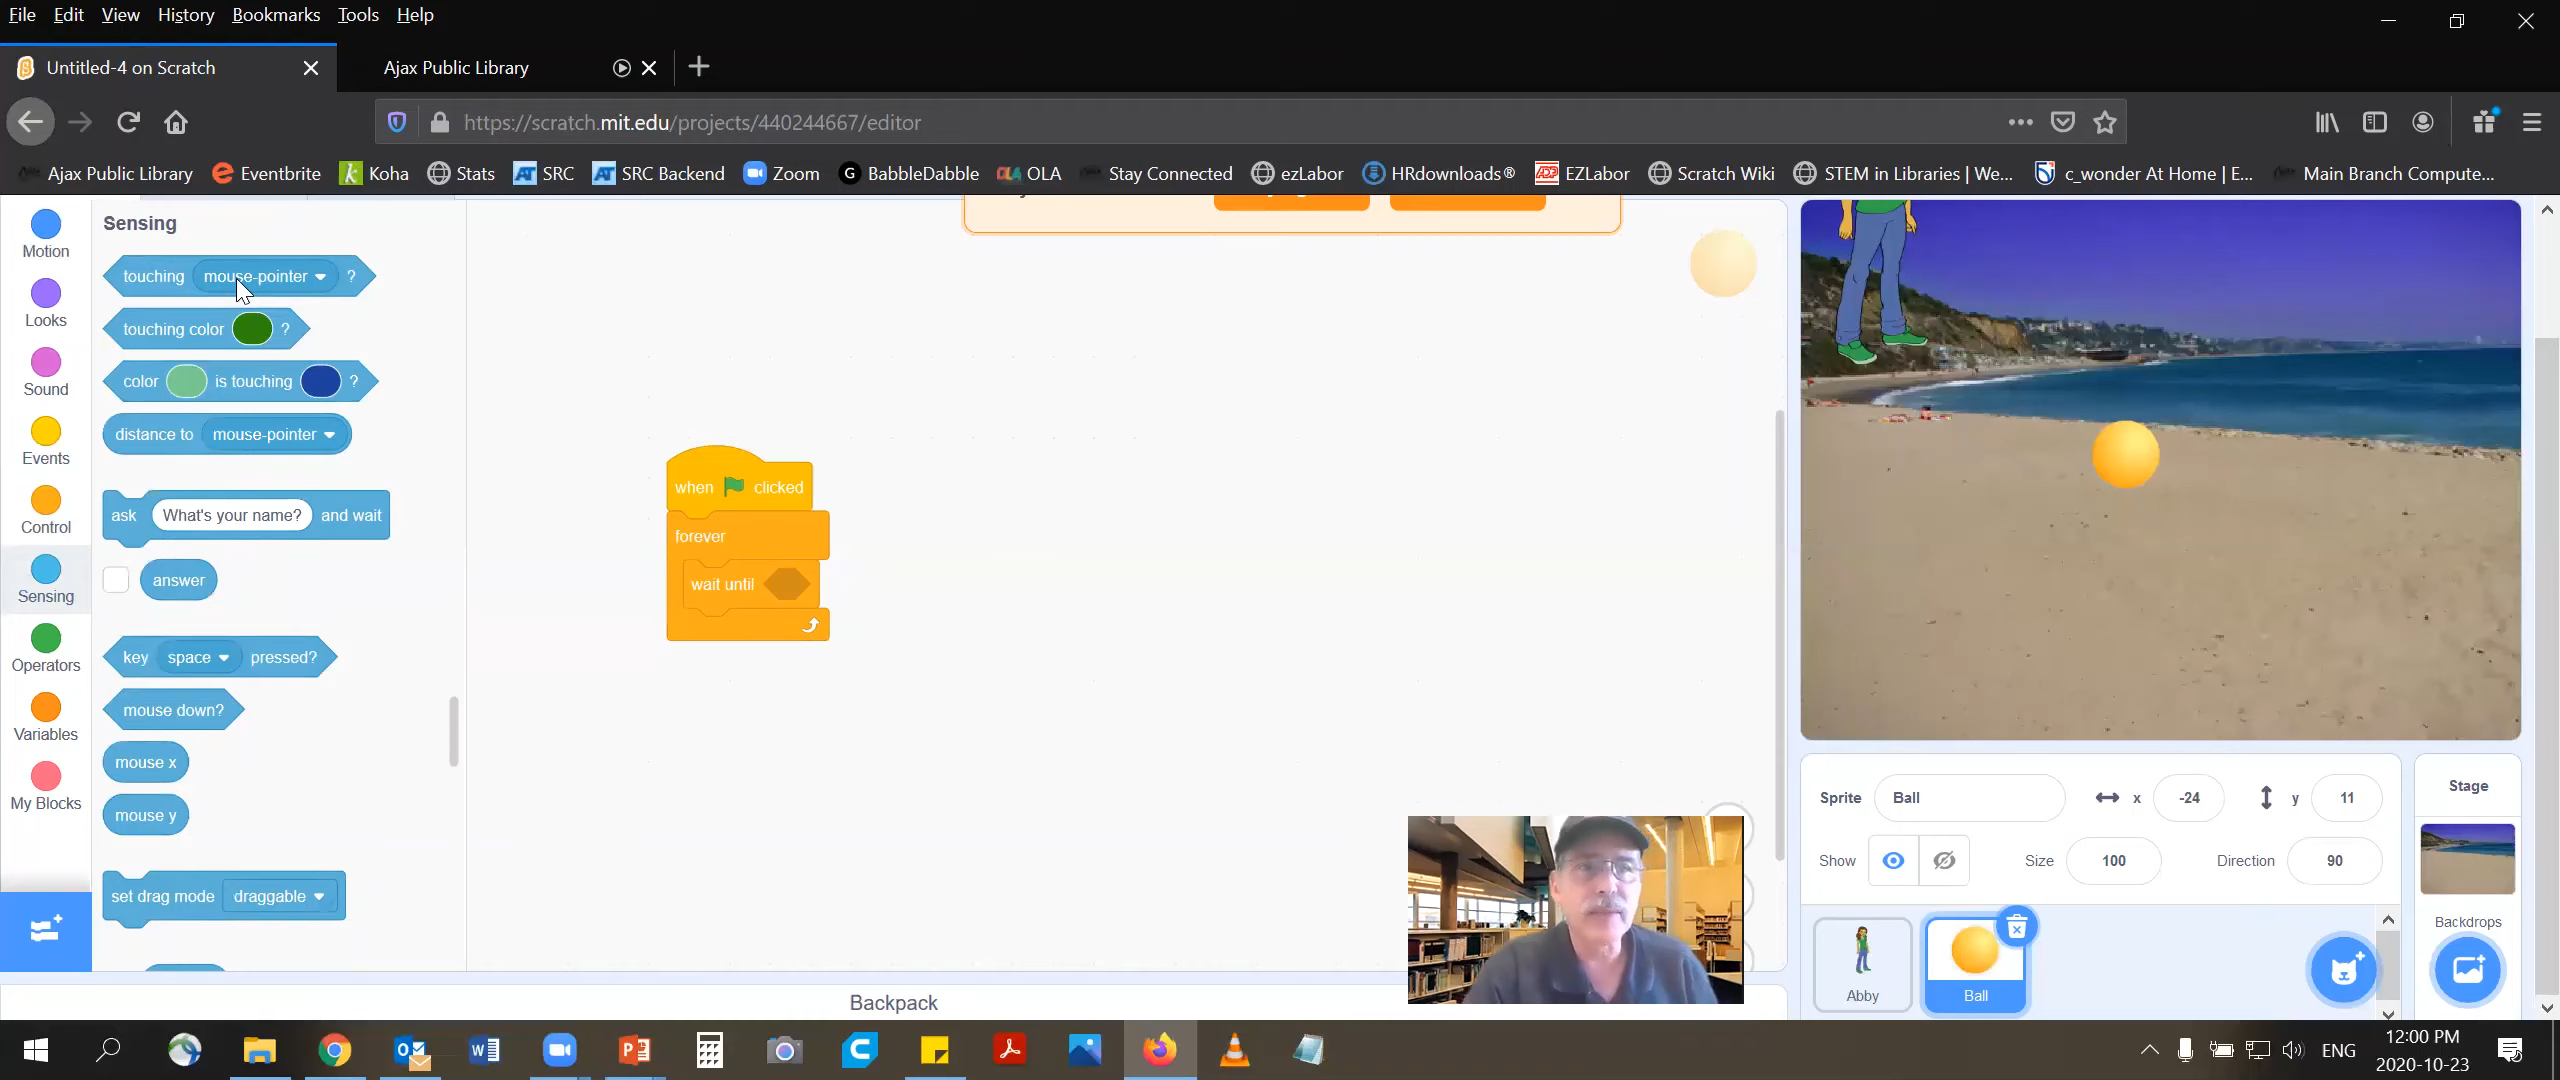 File Edit View History Bookmarks Tools Help
Untitled-4 on Scratch Ajax Public Library
https://scratch.mit.edu/projects/440244667/editor
Ajax Public Library Eventbrite Koha Stats SRC SRC Backend Zoom BabbleDabble OLA Stay Connected ezLabor HRdownloads® EZLabor Scratch Wiki STEM in Libraries | We... c_wonder At Home | E... Main Branch Compute...
Motion
Looks
Sound
Events
Control
Sensing
Operators
Variables
My Blocks
Sensing
touching mouse-pointer ?
touching color ?
color is touching ?
distance to mouse-pointer
ask What's your name? and wait
answer
key space pressed?
mouse down?
mouse x
mouse y
set drag mode draggable
when clicked
forever
wait until
Sprite Ball x -24 y 11
Show Size 100 Direction 90
Abby Ball
Stage
Backdrops
Backpack
ENG 12:00 PM
2020-10-23